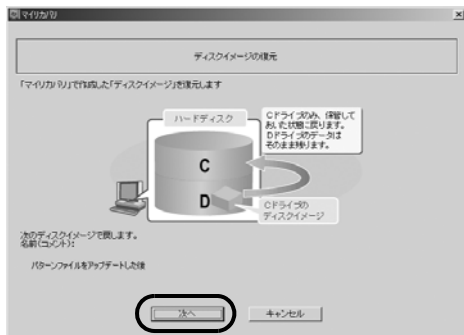 マイリカバリ
ディスクイメージの復元
「マイリカバリ」で作成した「ディスクイメージ」を復元します
ハードディスク
Cドライブのみ、保管して
おいた状態に戻ります。
Dドライブのデータは
そのまま残ります。
C
D
Cドライブの
ディスクイメージ
次のディスクイメージで戻します。
名前(コメント):
パターンファイルをアップデートした後
次へ
キャンセル